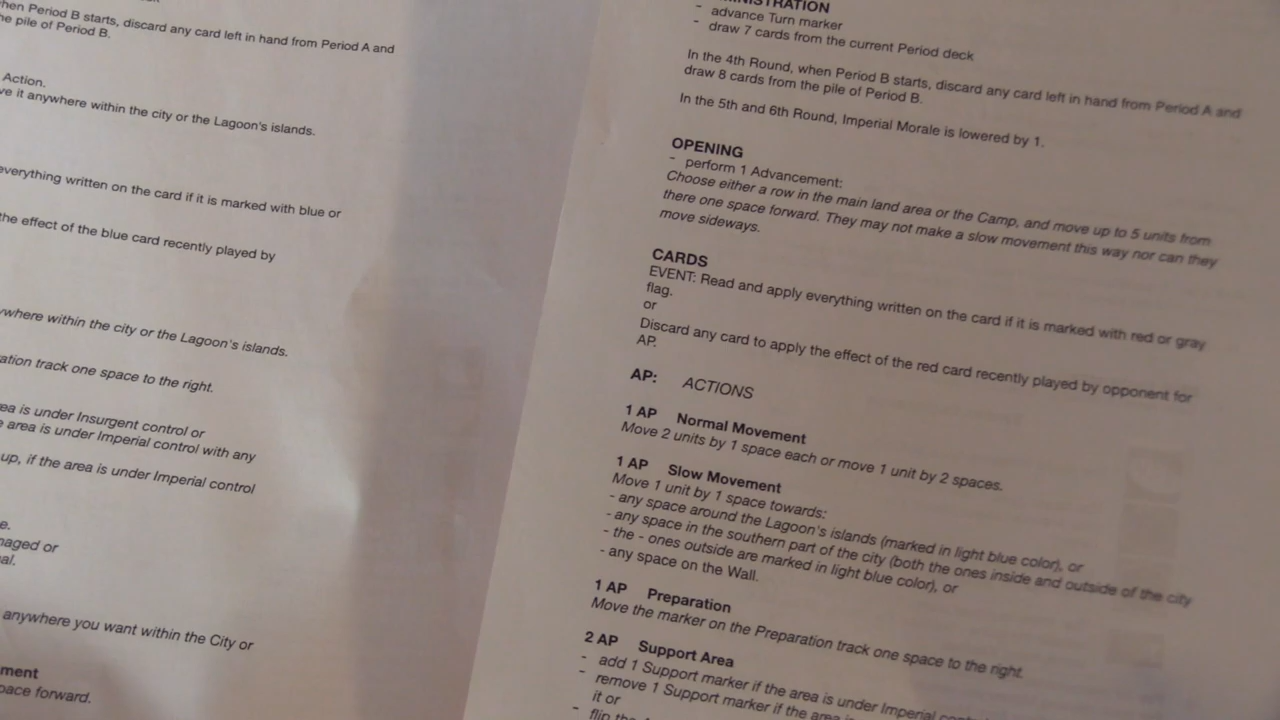 hen Period B starts, discard any card left in hand from Period A and
he pile of Period B.
Action.
ve it anywhere within the city or the Lagoon's islands.
everything written on the card if it is marked with blue or
the effect of the blue card recently played by
where within the city or the Lagoon's islands.
ation track one space to the right.
ea is under Insurgent control or
e area is under Imperial control with any
up, if the area is under Imperial control
e.
naged or
al.
anywhere you want within the City or
ment
pace forward.
MINISTRATION
- advance Turn marker
- draw 7 cards from the current Period deck
In the 4th Round, when Period B starts, discard any card left in hand from Period A and
draw 8 cards from the pile of Period B.
In the 5th and 6th Round, Imperial Morale is lowered by 1.
OPENING
- perform 1 Advancement:
Choose either a row in the main land area or the Camp, and move up to 5 units from
there one space forward. They may not make a slow movement this way nor can they
move sideways.
CARDS
EVENT: Read and apply everything written on the card if it is marked with red or gray
flag.
or
Discard any card to apply the effect of the red card recently played by opponent for
AP.
AP: ACTIONS
1 AP Normal Movement
Move 2 units by 1 space each or move 1 unit by 2 spaces.
1 AP Slow Movement
Move 1 unit by 1 space towards:
- any space around the Lagoon's islands (marked in light blue color), or
- any space in the southern part of the city (both the ones inside and outside of the city
- the - ones outside are marked in light blue color), or
- any space on the Wall.
1 AP Preparation
Move the marker on the Preparation track one space to the right.
2 AP Support Area
- add 1 Support marker if the area is under Imperial
- remove 1 Support marker if the area
it or
- flip the